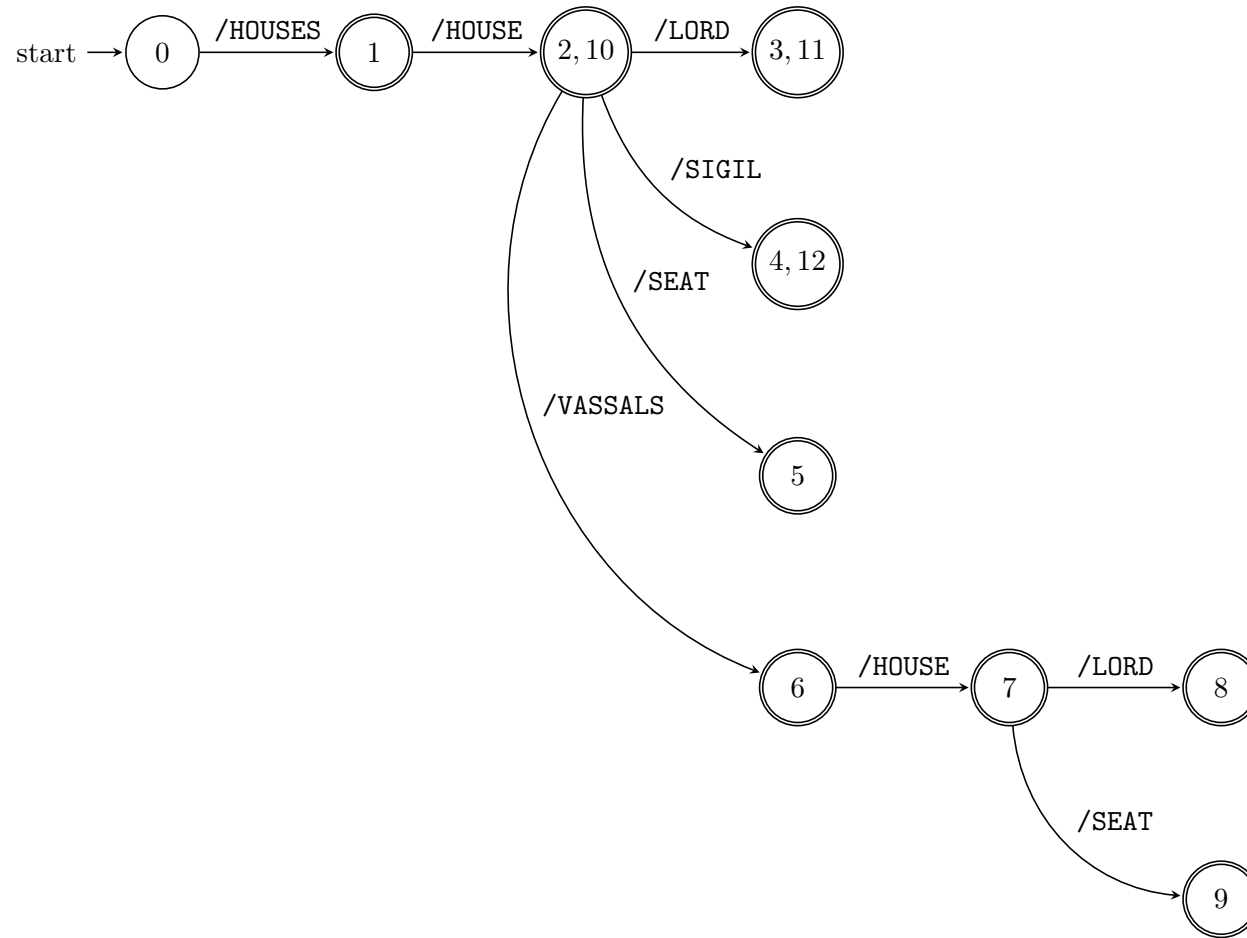 /HOUSES /HOUSE /LORD
start 0 1 2, 10 3, 11
/SIGIL
4, 12
/SEAT
/VASSALS
5
/HOUSE /LORD
6 7 8
/SEAT
9